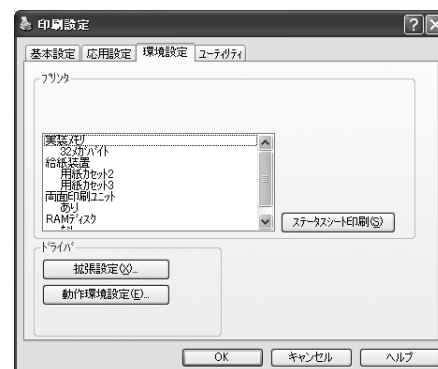 印刷設定
基本設定 応用設定 環境設定 ユーティリティ
プリンタ
実装メモリ
32メガバイト
給紙装置
用紙カセット2
用紙カセット3
両面印刷ユニット
あり
RAMディスク
なし
ステータスシート印刷(S)
ドライバ
拡張設定(X)...
動作環境設定(E)...
OK キャンセル ヘルプ